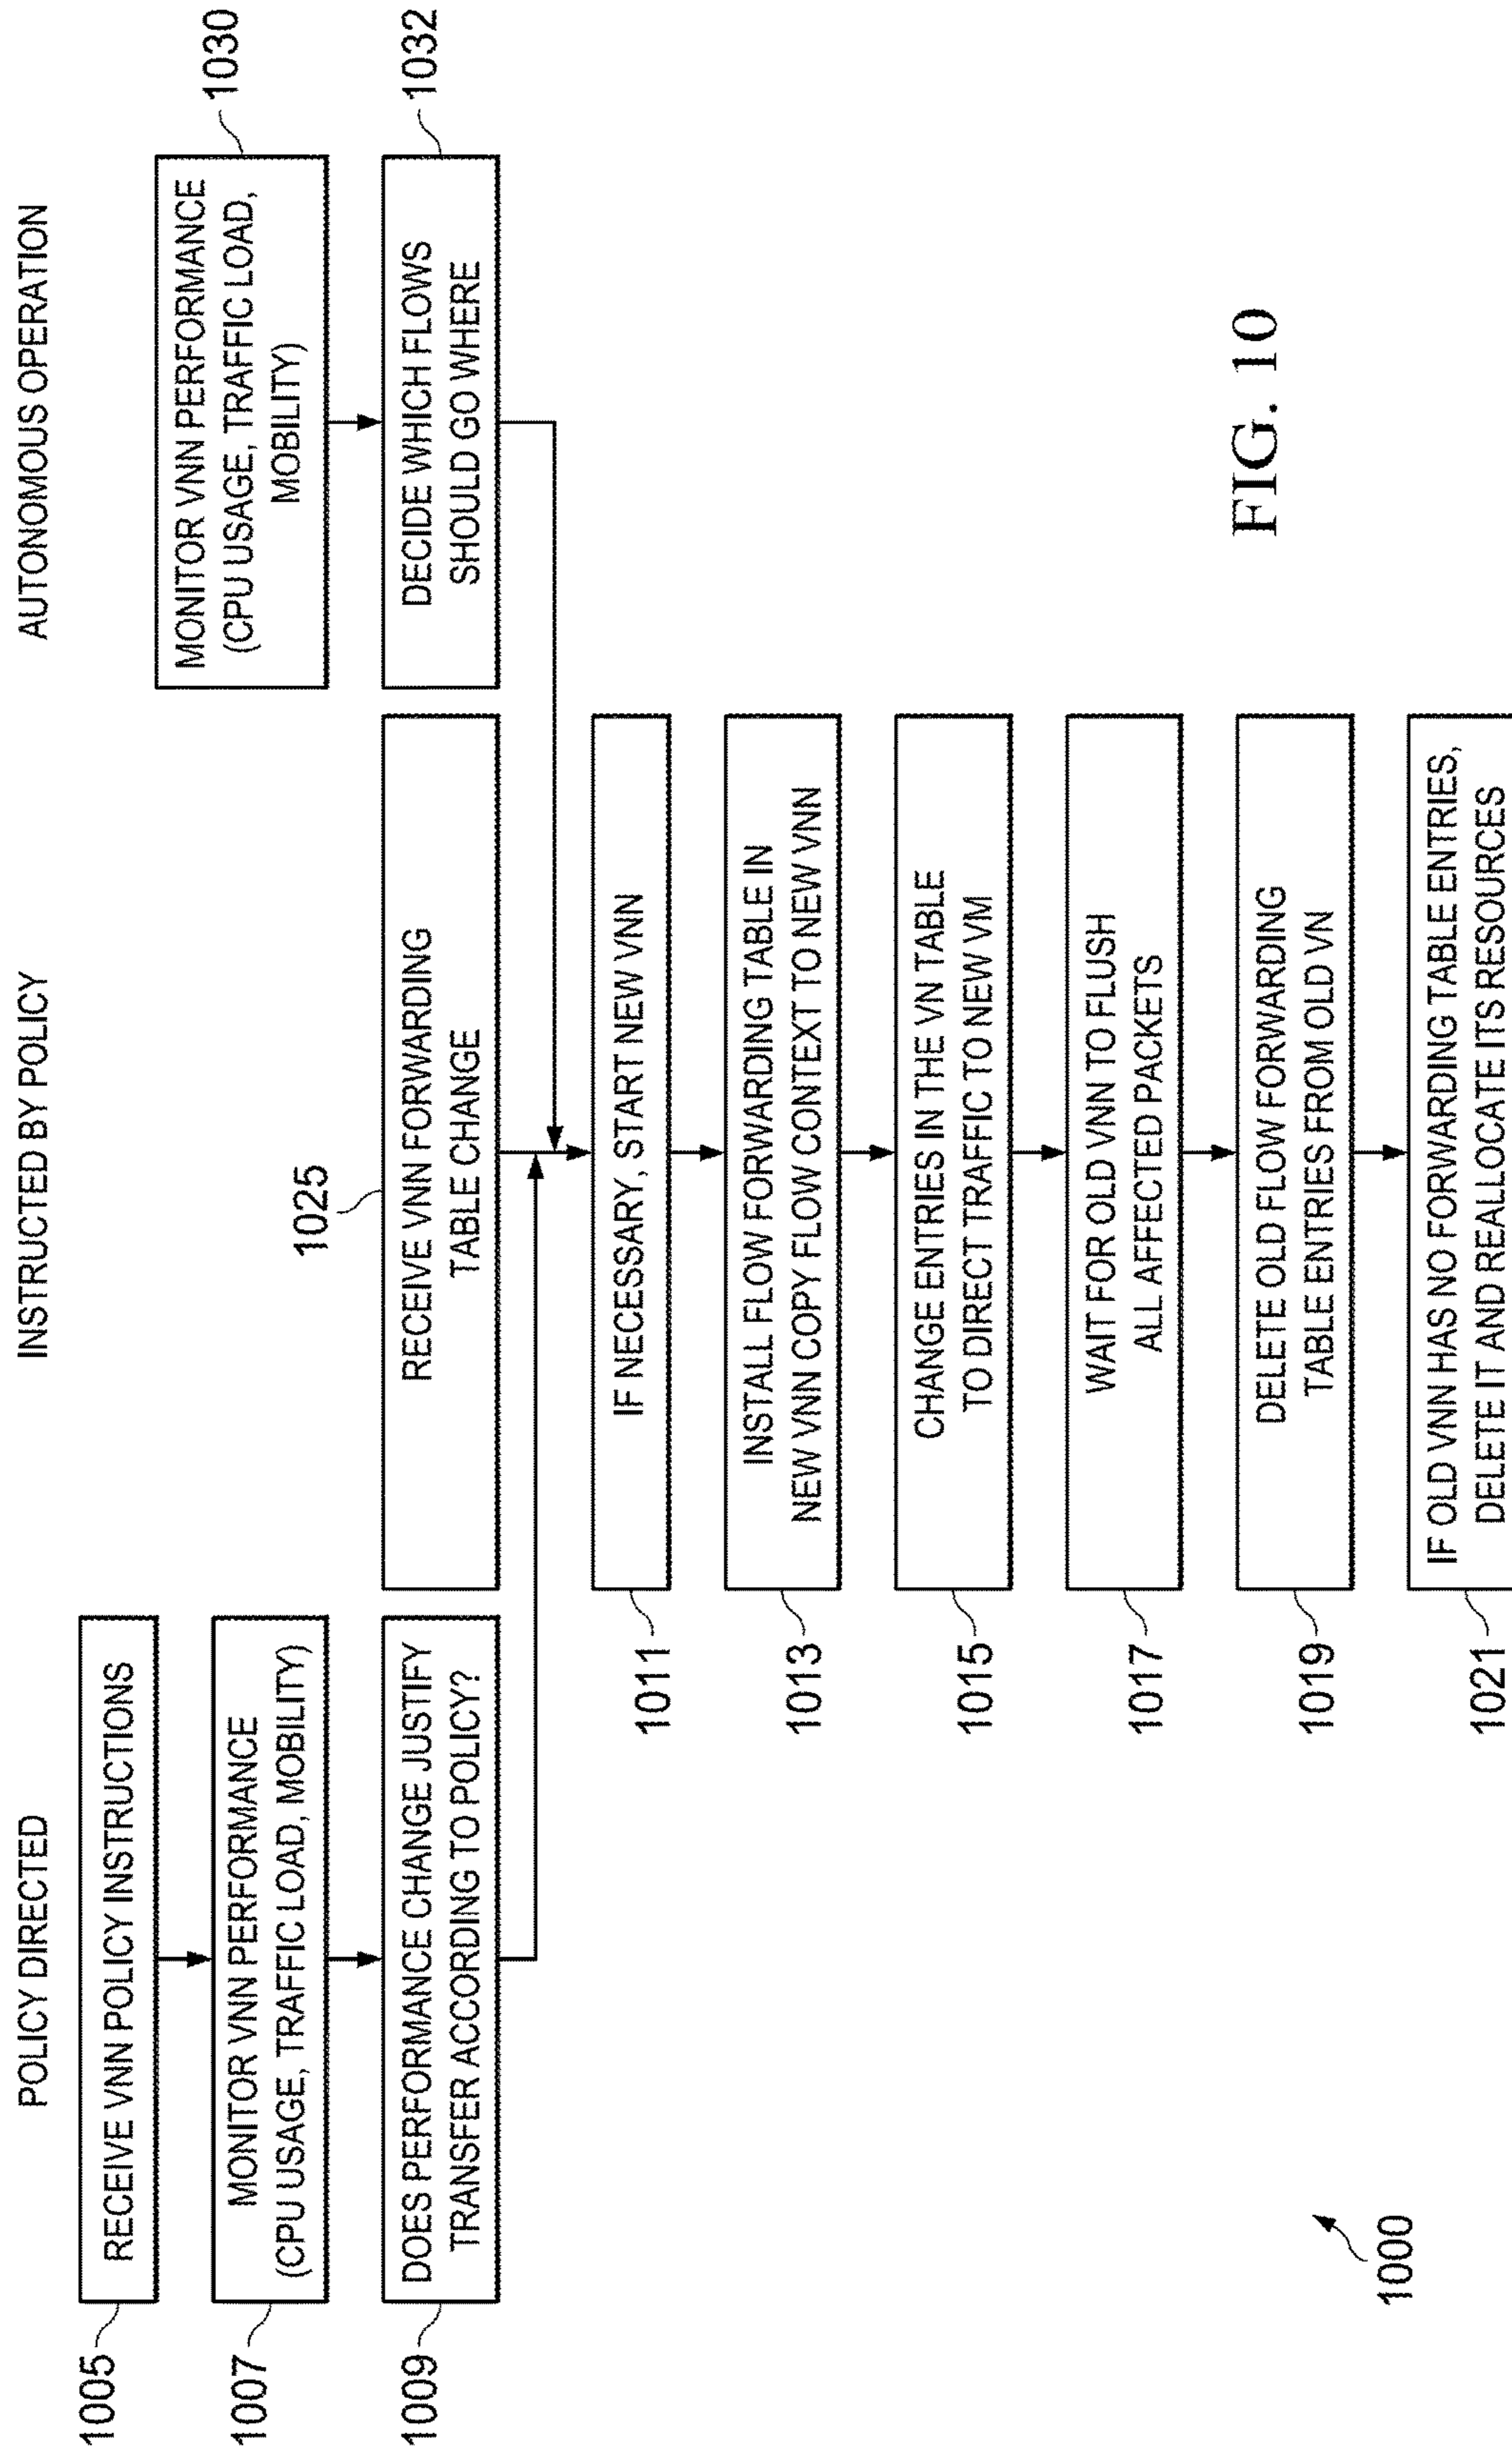 POLICY DIRECTED
INSTRUCTED BY POLICY
AUTONOMOUS OPERATION
1005
RECEIVE VNN POLICY INSTRUCTIONS
1007
MONITOR VNN PERFORMANCE
(CPU USAGE, TRAFFIC LOAD, MOBILITY)
1009
DOES PERFORMANCE CHANGE JUSTIFY
TRANSFER ACCORDING TO POLICY?
1025
RECEIVE VNN FORWARDING
TABLE CHANGE
MONITOR VNN PERFORMANCE
(CPU USAGE, TRAFFIC LOAD,
MOBILITY)
1030
DECIDE WHICH FLOWS
SHOULD GO WHERE
1032
1011
IF NECESSARY, START NEW VNN
1013
INSTALL FLOW FORWARDING TABLE IN
NEW VNN COPY FLOW CONTEXT TO NEW VNN
1015
CHANGE ENTRIES IN THE VN TABLE
TO DIRECT TRAFFIC TO NEW VM
1017
WAIT FOR OLD VNN TO FLUSH
ALL AFFECTED PACKETS
1019
DELETE OLD FLOW FORWARDING
TABLE ENTRIES FROM OLD VN
1021
IF OLD VNN HAS NO FORWARDING TABLE ENTRIES,
DELETE IT AND REALLOCATE ITS RESOURCES
1000
FIG. 10